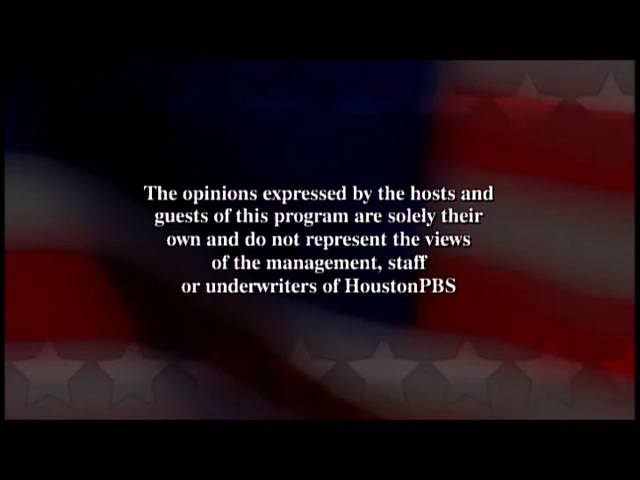 The opinions expressed by the hosts and
guests of this program are solely their
own and do not represent the views
of the management, staff
or underwriters of HoustonPBS